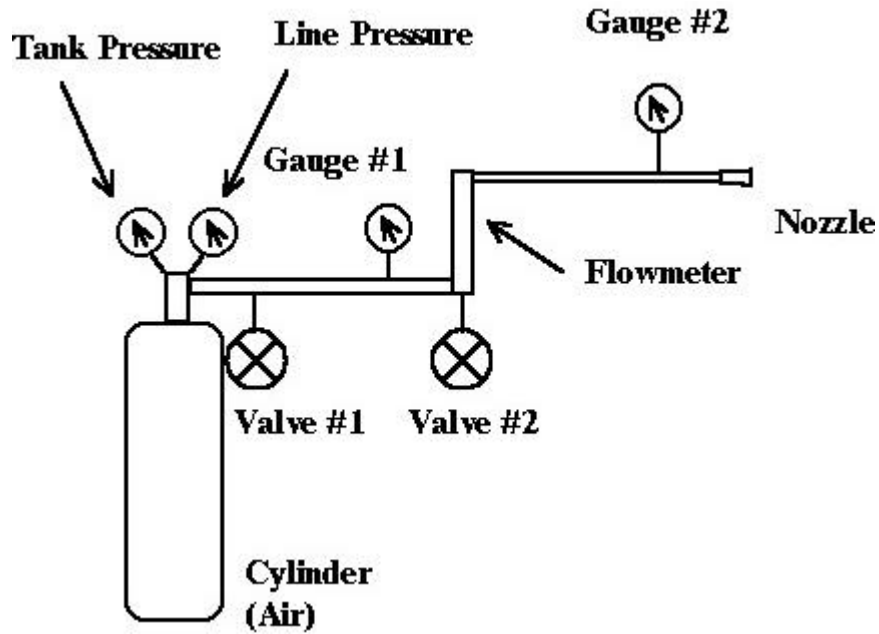 Tank Pressure
Line Pressure
Gauge #2
Gauge #1
Nozzle
Flowmeter
Valve #1
Valve #2
Cylinder
(Air)